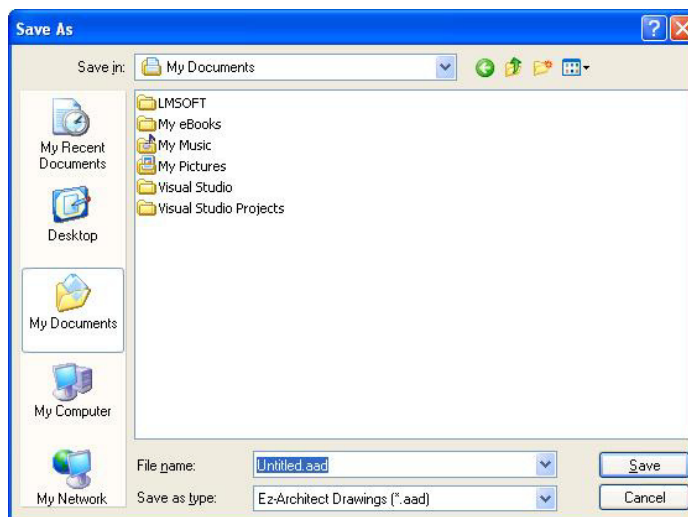 Save As
Save in: My Documents
My Recent
Documents
Desktop
My Documents
My Computer
My Network
LMSOFT
My eBooks
My Music
My Pictures
Visual Studio
Visual Studio Projects
File name: Untitled.aad Save
Save as type: Ez-Architect Drawings (*.aad) Cancel